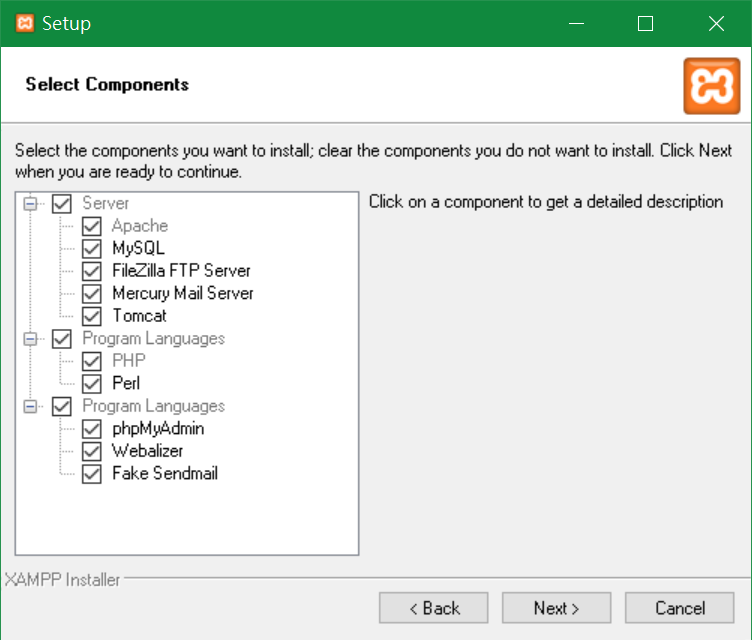 Setup
Select Components
Select the components you want to install; clear the components you do not want to install. Click Next
when you are ready to continue.
Server
Apache
MySQL
FileZilla FTP Server
Mercury Mail Server
Tomcat
Program Languages
PHP
Perl
Program Languages
phpMyAdmin
Webalizer
Fake Sendmail
Click on a component to get a detailed description
XAMPP Installer
< Back
Next >
Cancel